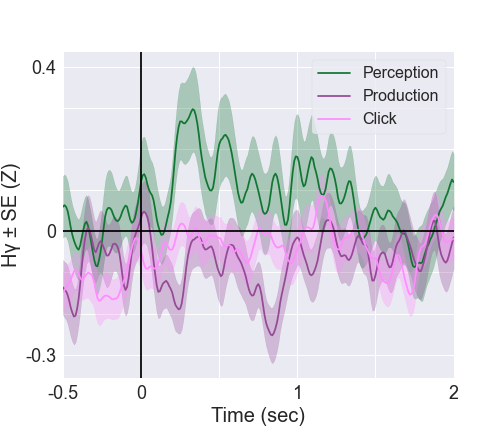 0.4
Perception
Production
Click
Hγ ± SE (Z)
0
-0.3
-0.5 0 1 2
Time (sec)